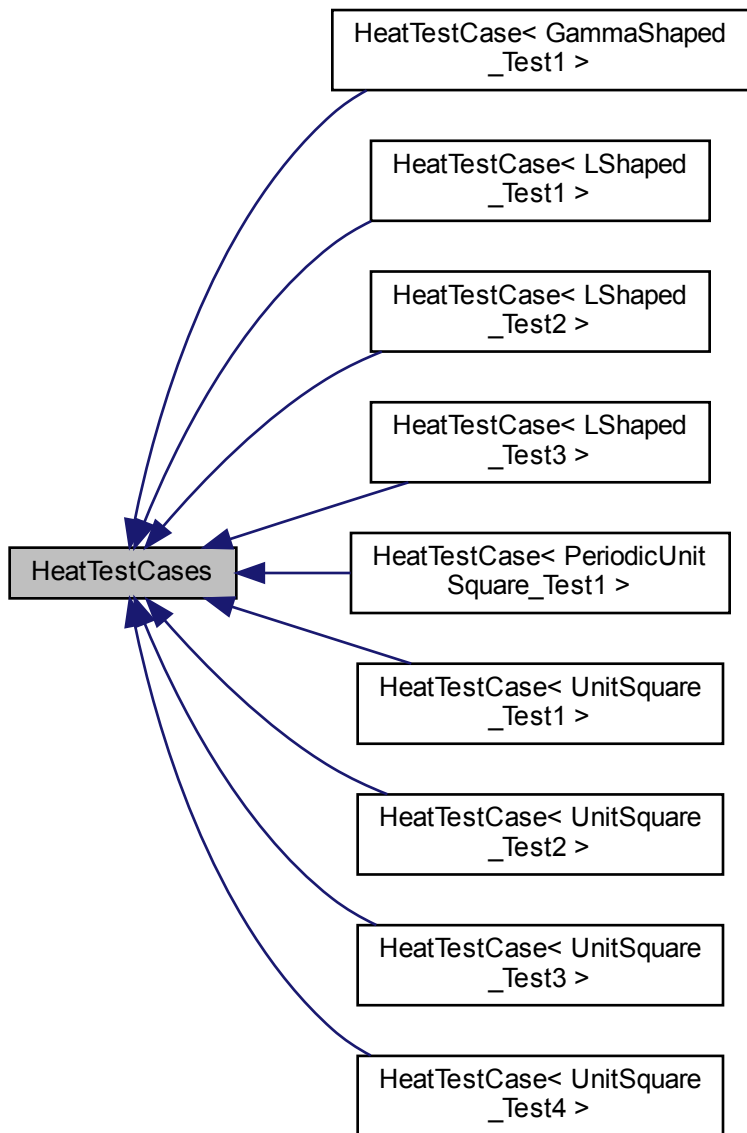 HeatTestCase< GammaShaped
_Test1 >
HeatTestCase< LShaped
_Test1 >
HeatTestCase< LShaped
_Test2 >
HeatTestCase< LShaped
_Test3 >
HeatTestCases
HeatTestCase< PeriodicUnit
Square_Test1 >
HeatTestCase< UnitSquare
_Test1 >
HeatTestCase< UnitSquare
_Test2 >
HeatTestCase< UnitSquare
_Test3 >
HeatTestCase< UnitSquare
_Test4 >